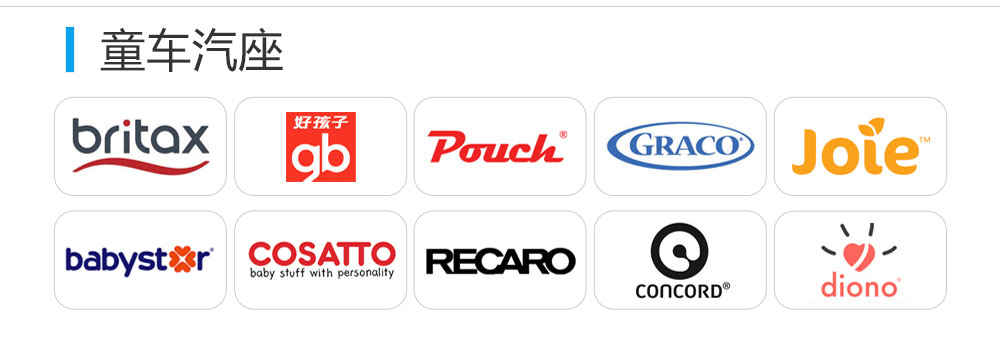 童车汽座
britax
好孩子
gb
Pouch®
GRACO®
Joie™
babystar®
COSATTO
baby stuff with personality
RECARO
CONCORD®
diono®